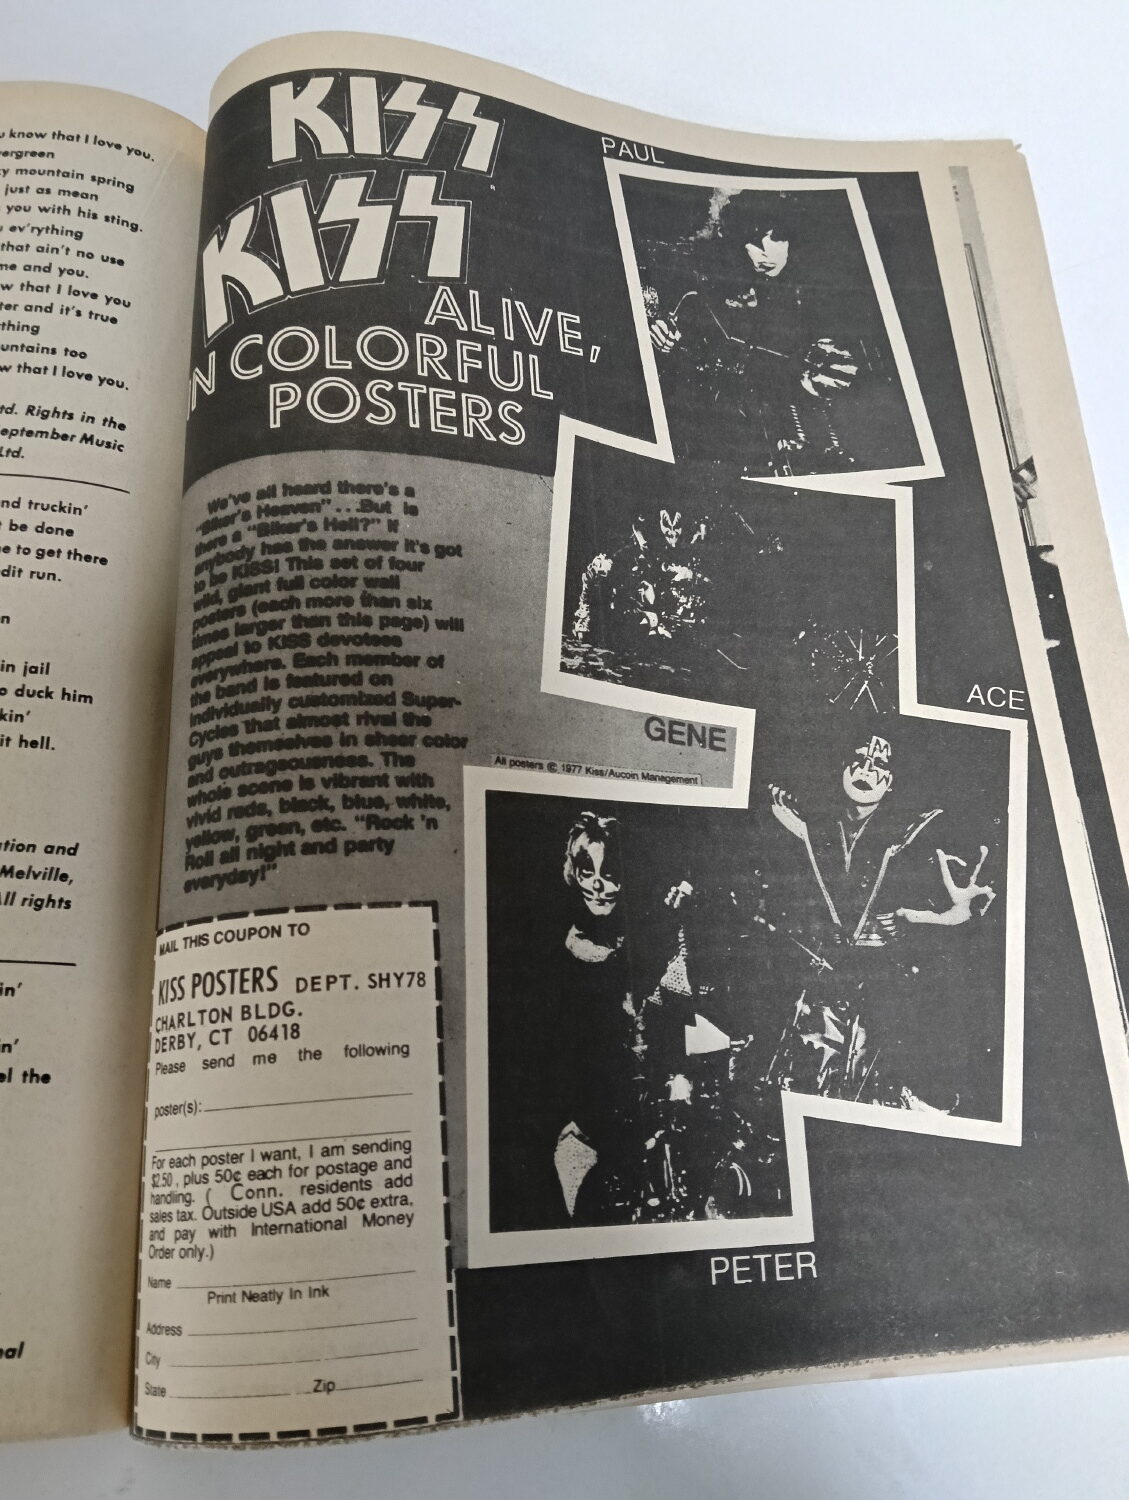 u know that I love you.
ergreen
y mountain spring
just as mean
you with his sting.
ev'rything
that ain't no use
me and you.
w that I love you
ter and it's true
thing
untains too
w that I love you.
td. Rights in the
eptember Music
Ltd.
nd truckin'
t be done
e to get there
dit run.
n
in jail
o duck him
kin'
it hell.
tion and
Melville,
All rights
in'
in'
el the
nal
KISS
KISS
ALIVE,
IN COLORFUL
POSTERS
PAUL
We've all heard there's a
"Biker's Heaven" . . . But is
there a "Biker's Hell?" If
anybody has the answer it's got
to be KISS! This set of four
wild, giant full color wall
posters (each more than six
times larger than this page) will
appeal to KISS devotees
everywhere. Each member of
the band is featured on
individually customized Super-
Cycles that almost rival the
guys themselves in sheer color
and outrageousness. The
whole scene is vibrant with
vivid reds, black, blue, white,
yellow, green, etc. "Rock 'n
Roll all night and party
everyday!"
GENE
All posters © 1977 Kiss/Aucoin Management
ACE
PETER
MAIL THIS COUPON TO
KISS POSTERS DEPT. SHY78
CHARLTON BLDG.
DERBY, CT 06418
Please send me the following
poster(s):
For each poster I want, I am sending
$2.50, plus 50¢ each for postage and
handling. ( Conn. residents add
sales tax. Outside USA add 50¢ extra,
and pay with International Money
Order only.)
Name
Print Neatly In Ink
Address
City
State Zip